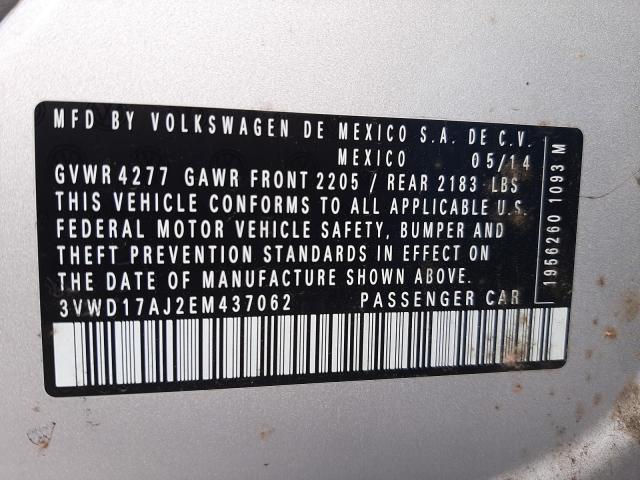 MFD BY VOLKSWAGEN DE MEXICO S.A. DE C.V.
MEXICO 05/14
GVWR 4277 GAWR FRONT 2205 / REAR 2183 LBS
THIS VEHICLE CONFORMS TO ALL APPLICABLE U.S.
FEDERAL MOTOR VEHICLE SAFETY, BUMPER AND
THEFT PREVENTION STANDARDS IN EFFECT ON
THE DATE OF MANUFACTURE SHOWN ABOVE.
3VWD17AJ2EM437062 PASSENGER CAR
1956260 1093 M